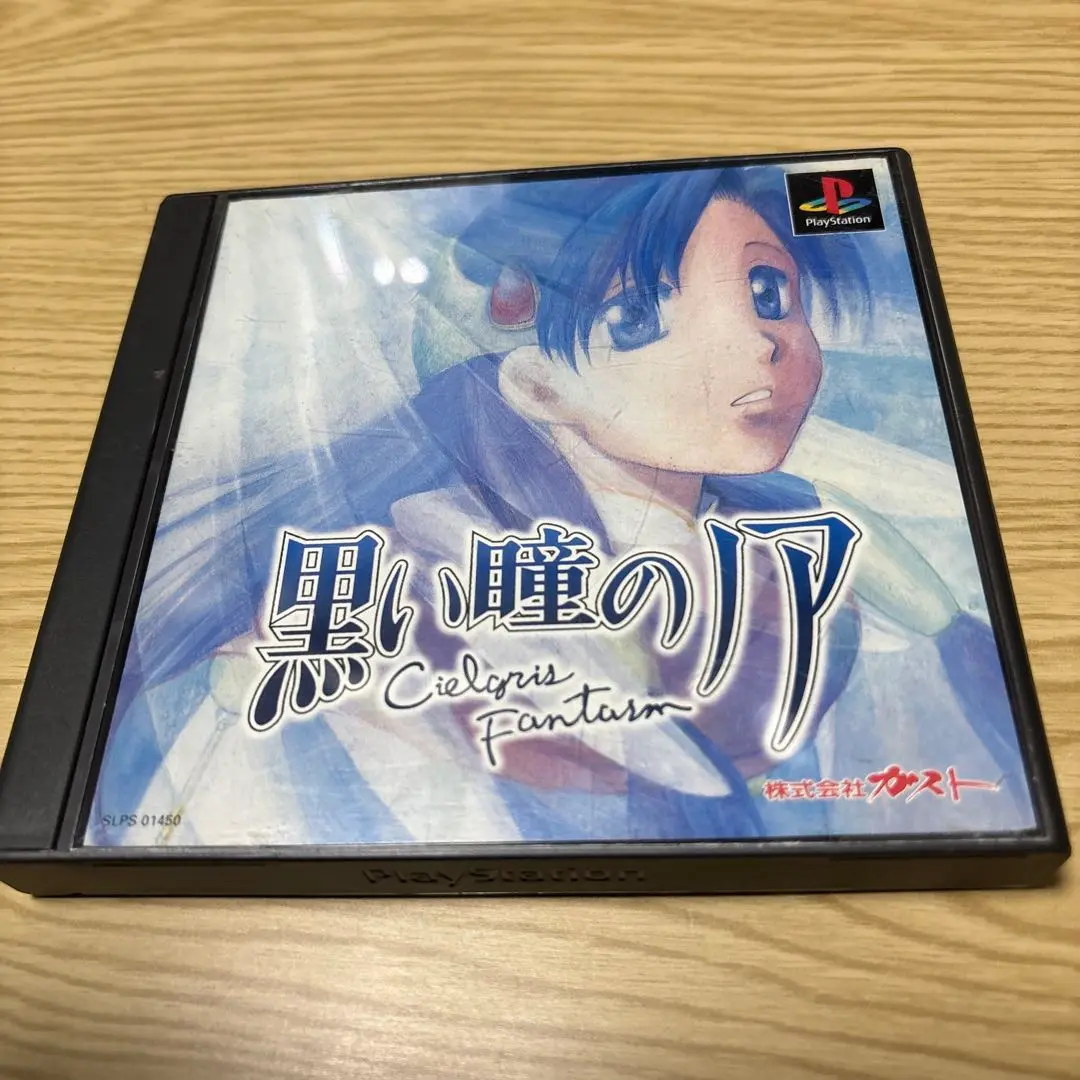 PlayStation
黒い瞳のノア
Cielgris
Fantasm
株式会社ガスト
SLPS 01450
PlayStation